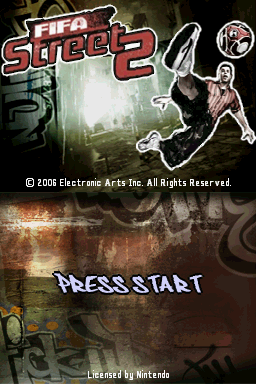 FIFA
Street 2
© 2006 Electronic Arts Inc. All Rights Reserved.
PRESS START
Licensed by Nintendo